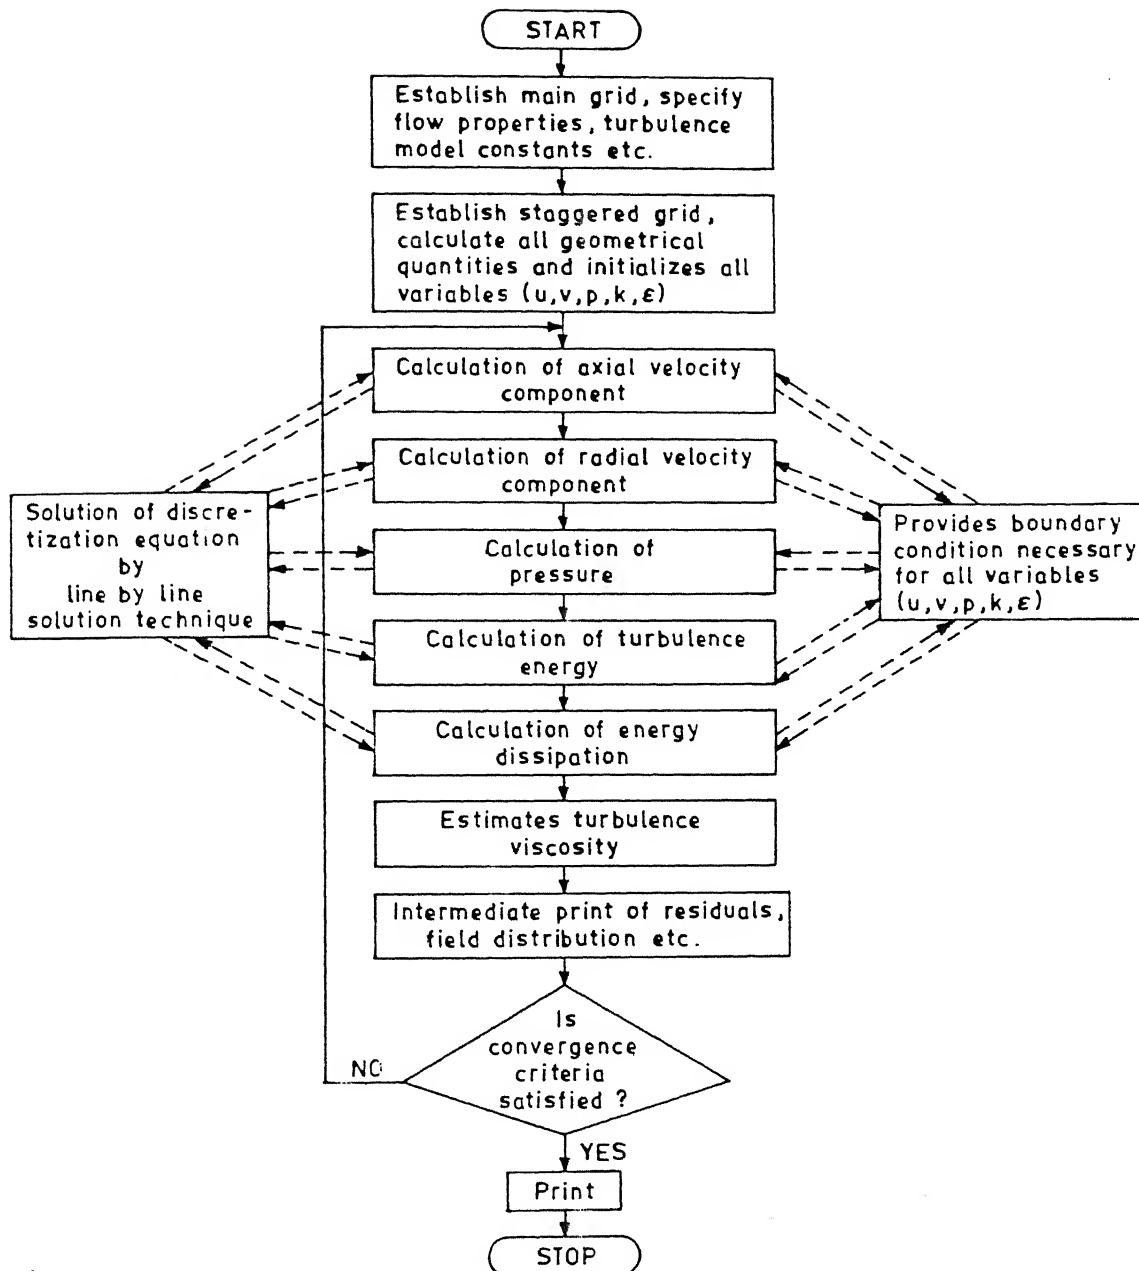 START
Establish main grid, specify
flow properties, turbulence
model constants etc.
Establish staggered grid,
calculate all geometrical
quantities and initializes all
variables (u,v,p,k,ε)
Calculation of axial velocity
component
Calculation of radial velocity
component
Solution of discre-
tization equation
by
line by line
solution technique
Calculation of
pressure
Provides boundary
condition necessary
for all variables
(u,v,p,k,ε)
Calculation of turbulence
energy
Calculation of energy
dissipation
Estimates turbulence
viscosity
Intermediate print of residuals,
field distribution etc.
Is
convergence
criteria
satisfied ?
NO
YES
Print
STOP